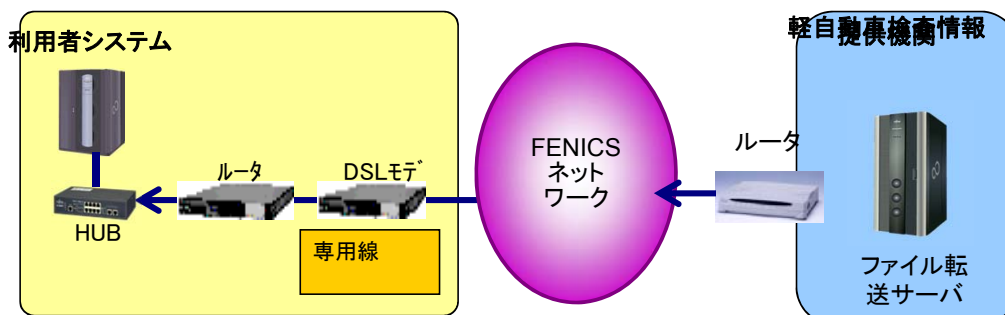 利用者システム
HUB
ルータ
DSLモデ
専用線
FENICS
ネット
ワーク
ルータ
軽自動車検査情報
提供機関
ファイル転
送サーバ